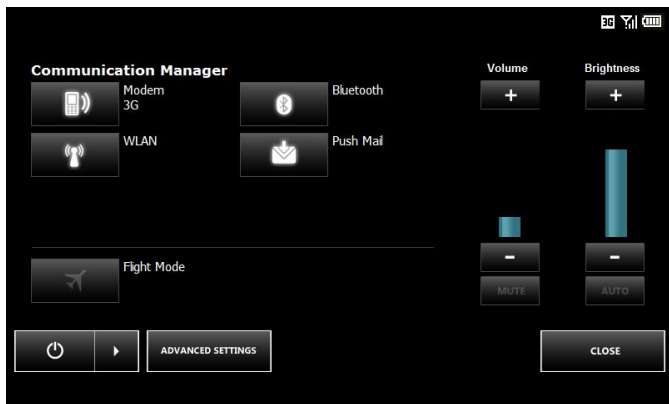 3G
Communication Manager
Volume
Brightness
Modem
3G
Bluetooth
+
+
WLAN
Push Mail
Flight Mode
-
-
MUTE
AUTO
ADVANCED SETTINGS
CLOSE